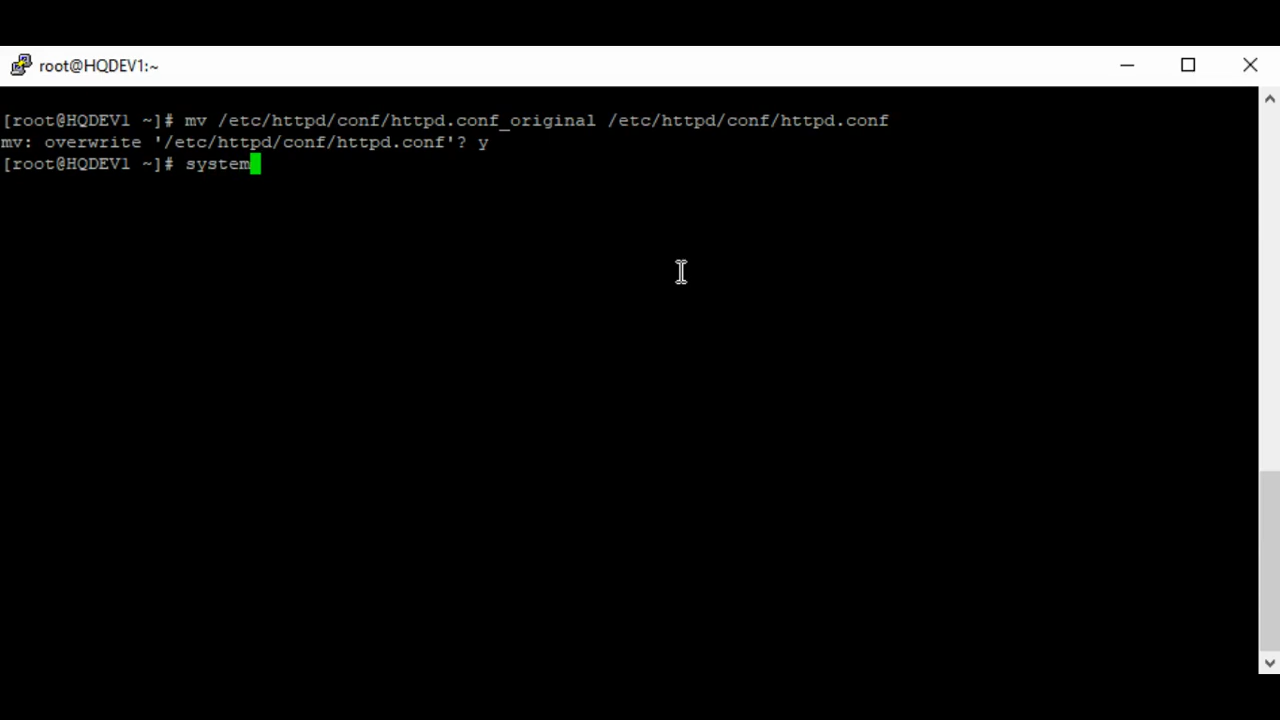 root@HQDEV1:~
[root@HQDEV1 ~]# mv /etc/httpd/conf/httpd.conf_original /etc/httpd/conf/httpd.conf
mv: overwrite '/etc/httpd/conf/httpd.conf'? y
[root@HQDEV1 ~]# system